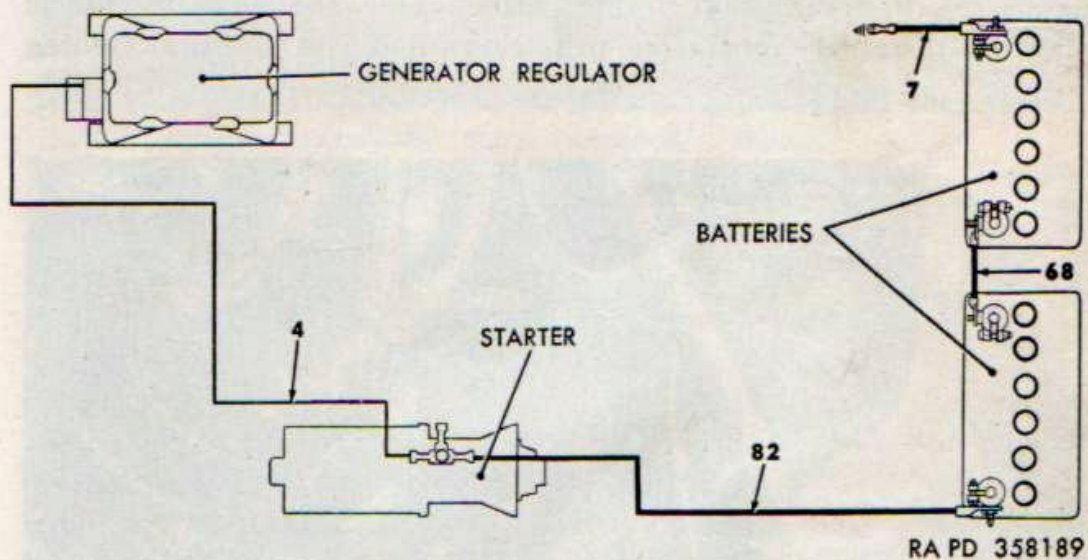 GENERATOR REGULATOR
7
BATTERIES
68
4
STARTER
82
RA PD 358189